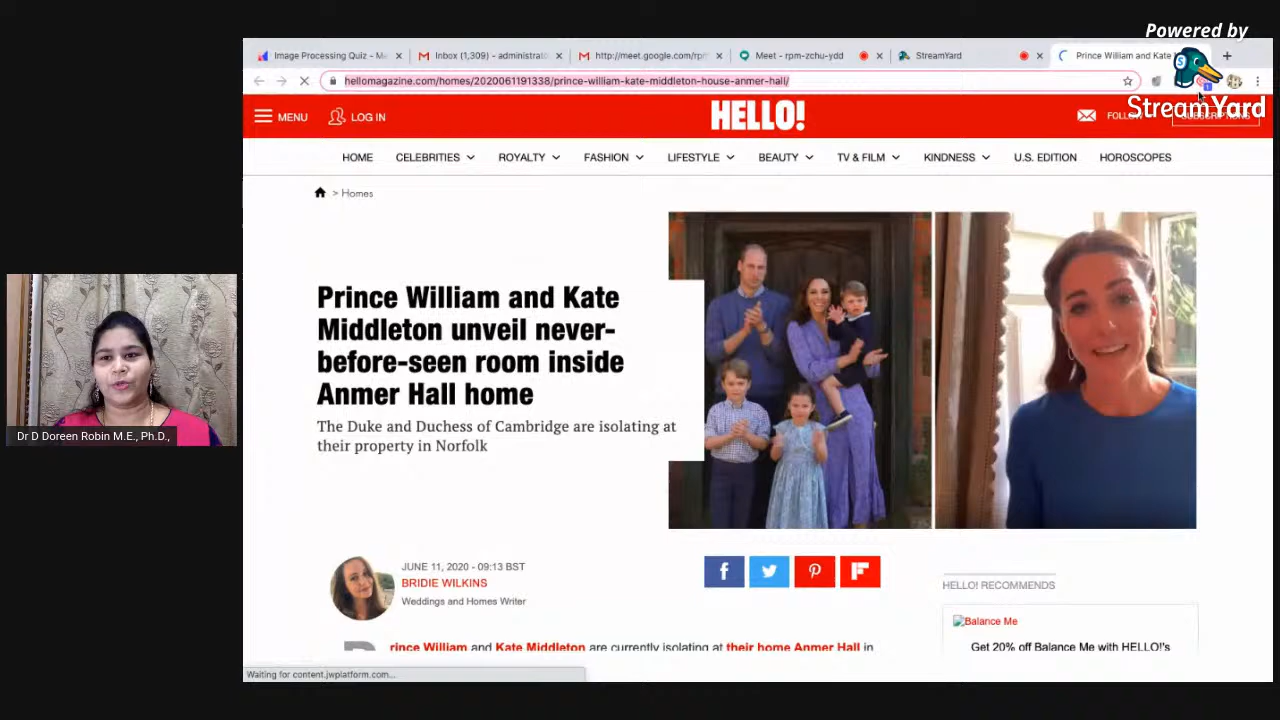 Powered by
StreamYard
Image Processing Quiz - Me
Inbox (1,309) - administrat
http://meet.google.com/rpm
Meet - rpm-zchu-ydd
StreamYard
Prince William and Kate
hellomagazine.com/homes/2020061191338/prince-william-kate-middleton-house-anmer-hall/
MENU
LOG IN
HELLO!
FOLLOW
SUBSCRIPTIONS
HOME
CELEBRITIES
ROYALTY
FASHION
LIFESTYLE
BEAUTY
TV & FILM
KINDNESS
U.S. EDITION
HOROSCOPES
> Homes
Prince William and Kate
Middleton unveil never-
before-seen room inside
Anmer Hall home
The Duke and Duchess of Cambridge are isolating at
their property in Norfolk
Dr D Doreen Robin M.E., Ph.D.,
JUNE 11, 2020 - 09:13 BST
BRIDIE WILKINS
Weddings and Homes Writer
HELLO! RECOMMENDS
Balance Me
Get 20% off Balance Me with HELLO!'s
rince William and Kate Middleton are currently isolating at their home Anmer Hall in
Waiting for content.jwplatform.com...